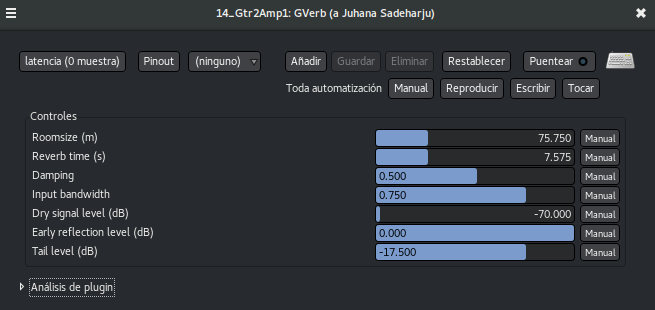 14_Gtr2Amp1: GVerb (a Juhana Sadeharju)
latencia (0 muestra) Pinout (ninguno) Añadir Guardar Eliminar Restablecer Puentear
Toda automatización Manual Reproducir Escribir Tocar
Controles
Roomsize (m) 75.750 Manual
Reverb time (s) 7.575 Manual
Damping 0.500 Manual
Input bandwidth 0.750 Manual
Dry signal level (dB) -70.000 Manual
Early reflection level (dB) 0.000 Manual
Tail level (dB) -17.500 Manual
Análisis de plugin